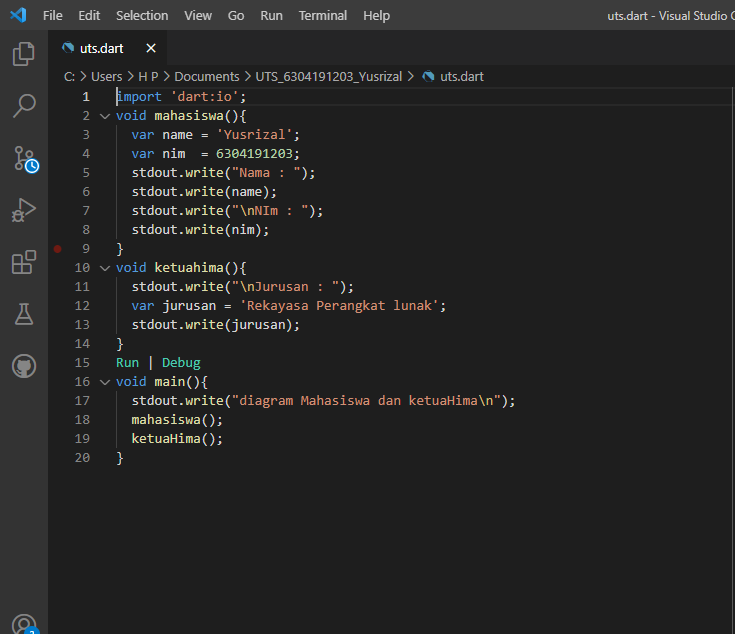 File Edit Selection View Go Run Terminal Help uts.dart - Visual Studio C
uts.dart
C: > Users > H P > Documents > UTS_6304191203_Yusrizal > uts.dart
1 import 'dart:io';
2 void mahasiswa(){
3 var name = 'Yusrizal';
4 var nim  = 6304191203;
5 stdout.write("Nama : ");
6 stdout.write(name);
7 stdout.write("\nNIm : ");
8 stdout.write(nim);
9 }
10 void ketuahima(){
11 stdout.write("\nJurusan : ");
12 var jurusan = 'Rekayasa Perangkat lunak';
13 stdout.write(jurusan);
14 }
15 Run | Debug
16 void main(){
17 stdout.write("diagram Mahasiswa dan ketuaHima\n");
18 mahasiswa();
19 ketuaHima();
20 }